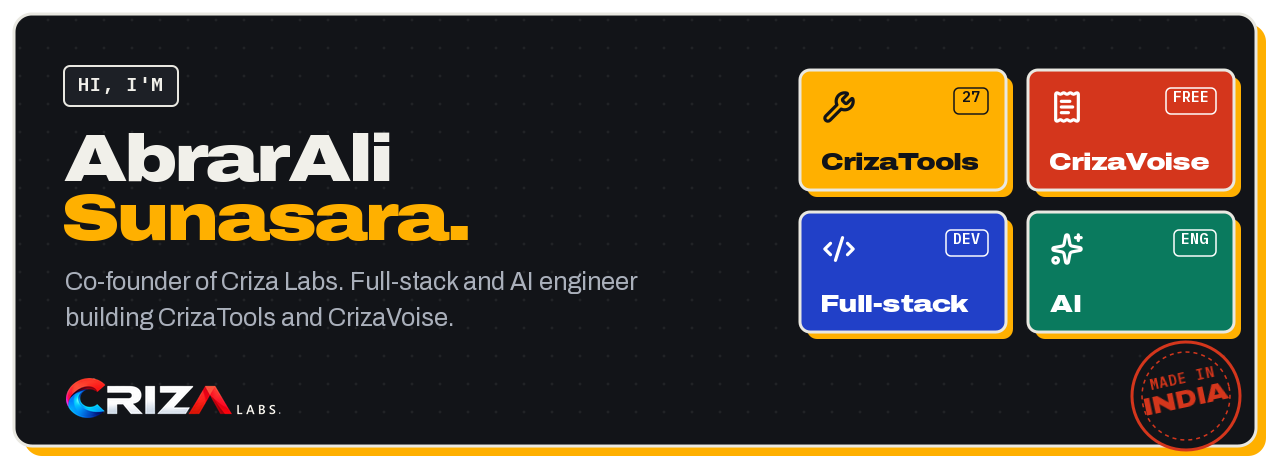 HI, I'M
AbrarAli
Sunasara.
Co-founder of Criza Labs. Full-stack and AI engineer
building CrizaTools and CrizaVoise.
CRIZA LABS.
27
CrizaTools
FREE
CrizaVoise
DEV
Full-stack
ENG
AI
MADE IN
INDIA